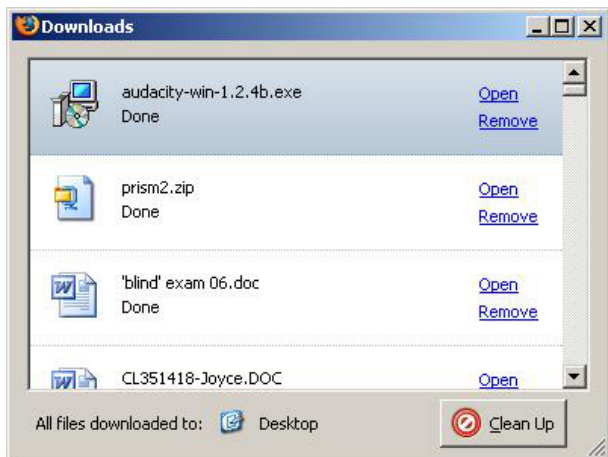 Downloads
audacity-win-1.2.4b.exe
Open
Done
Remove
prism2.zip
Open
Done
Remove
'blind' exam 06.doc
Open
Done
Remove
CL351418-Joyce.DOC
Open
All files downloaded to: Desktop
Clean Up